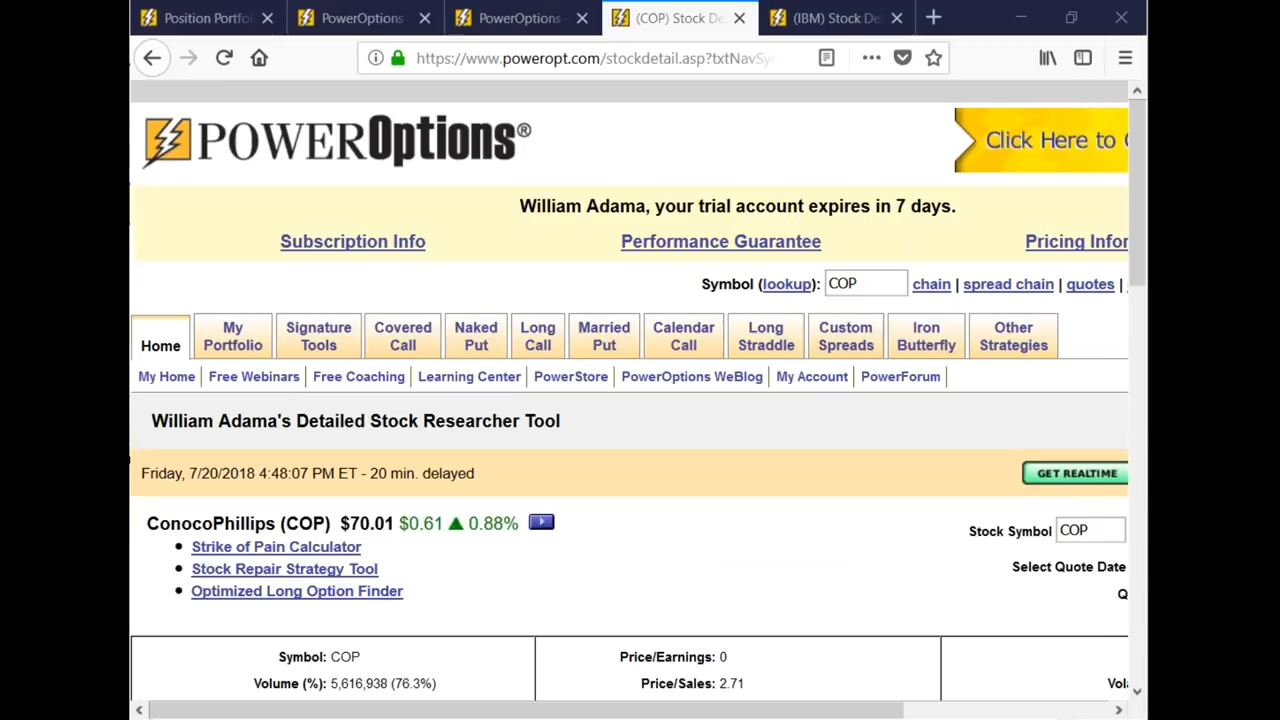 Position Portfo
PowerOptions
PowerOptions -
(COP) Stock De
(IBM) Stock De
https://www.poweropt.com/stockdetail.asp?txtNavSy
POWEROptions®
Click Here to
William Adama, your trial account expires in 7 days.
Subscription Info
Performance Guarantee
Pricing Infor
Symbol (lookup): COP chain | spread chain | quotes |
Home
My Portfolio
Signature Tools
Covered Call
Naked Put
Long Call
Married Put
Calendar Call
Long Straddle
Custom Spreads
Iron Butterfly
Other Strategies
My Home | Free Webinars | Free Coaching | Learning Center | PowerStore | PowerOptions WeBlog | My Account | PowerForum |
William Adama's Detailed Stock Researcher Tool
Friday, 7/20/2018 4:48:07 PM ET - 20 min. delayed
GET REALTIME
ConocoPhillips (COP) $70.01 $0.61 ▲ 0.88%
Stock Symbol COP
• Strike of Pain Calculator
• Stock Repair Strategy Tool
Select Quote Date
• Optimized Long Option Finder
Q
Symbol: COP
Price/Earnings: 0
Volume (%): 5,616,938 (76.3%)
Price/Sales: 2.71
Vol